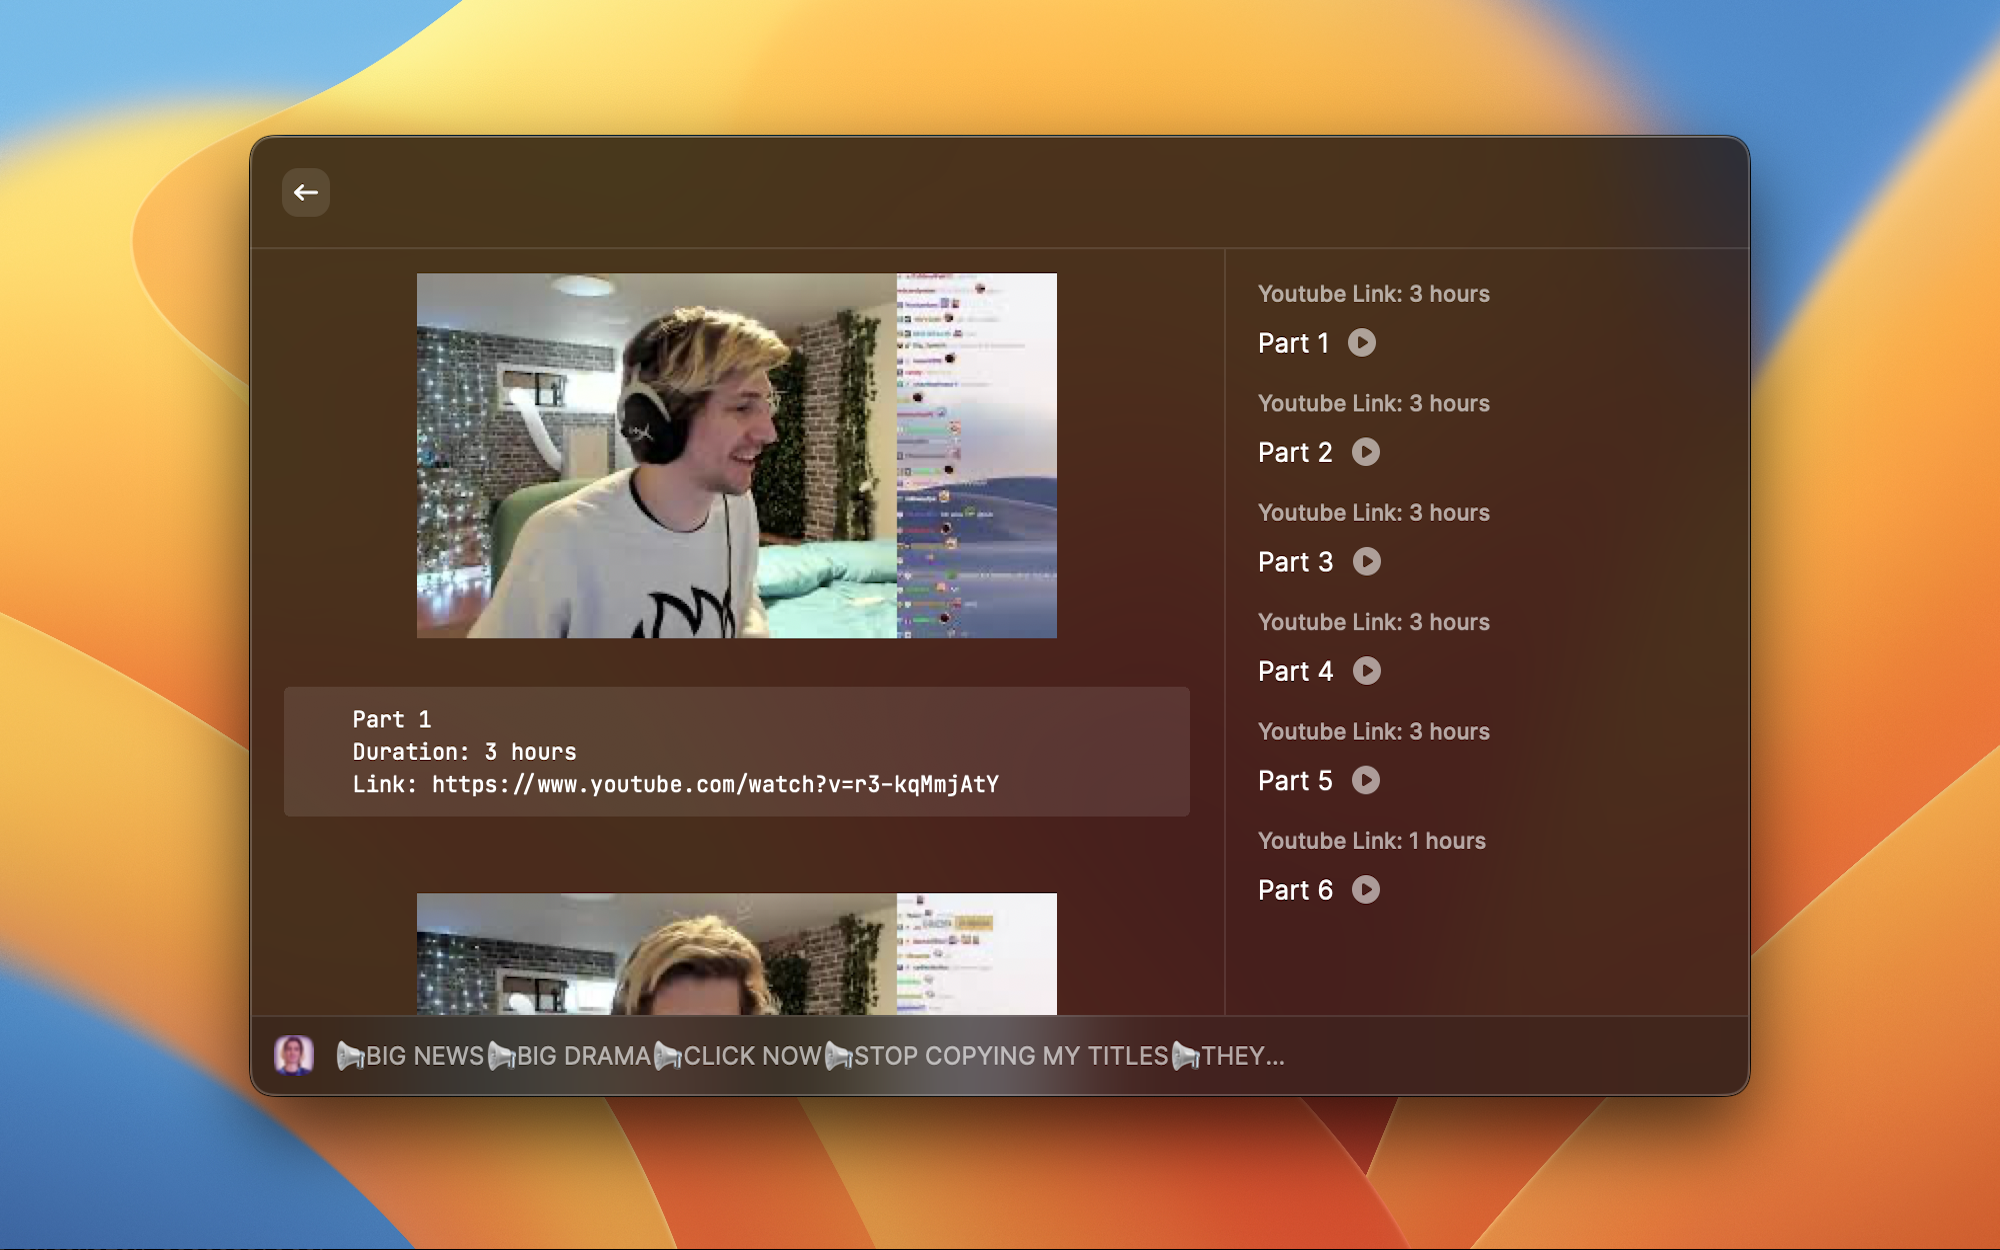 Part 1
Duration: 3 hours
Link: https://www.youtube.com/watch?v=r3-kqMmjAtY
Youtube Link: 3 hours
Part 1
Youtube Link: 3 hours
Part 2
Youtube Link: 3 hours
Part 3
Youtube Link: 3 hours
Part 4
Youtube Link: 3 hours
Part 5
Youtube Link: 1 hours
Part 6
📢BIG NEWS📢BIG DRAMA📢CLICK NOW📢STOP COPYING MY TITLES📢THEY...